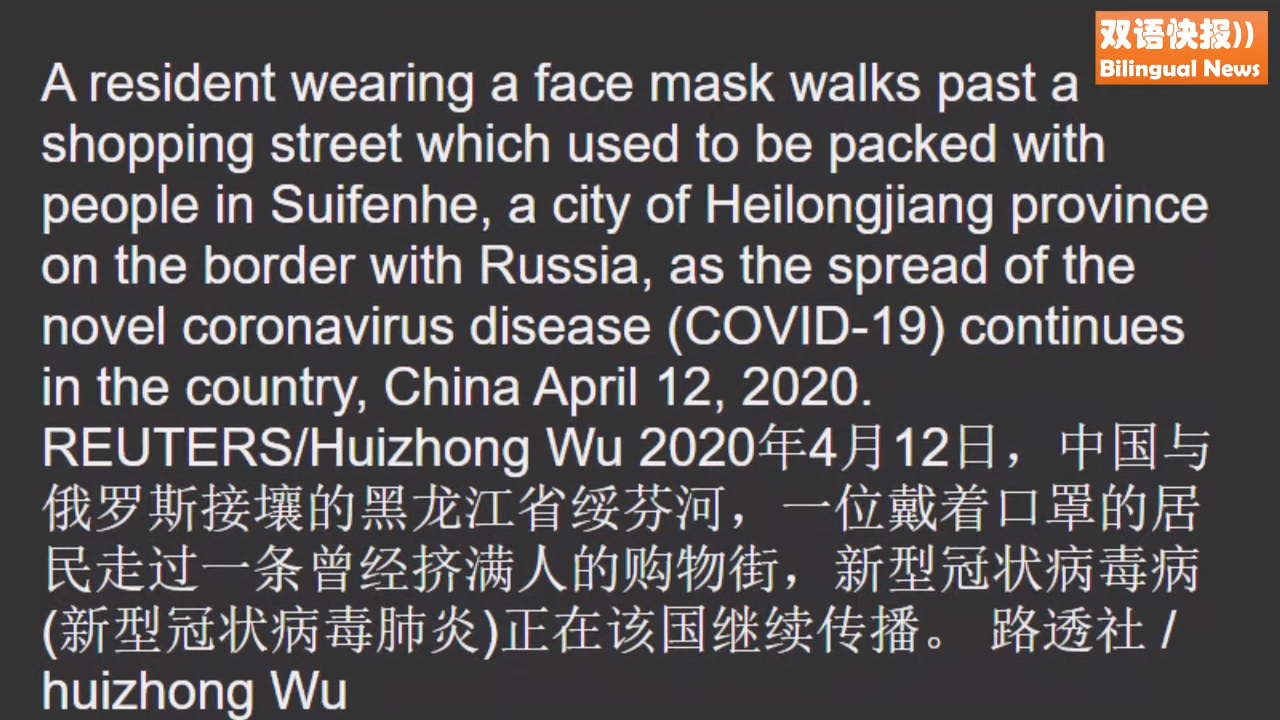 双语快报))
Bilingual News
A resident wearing a face mask walks past a
shopping street which used to be packed with
people in Suifenhe, a city of Heilongjiang province
on the border with Russia, as the spread of the
novel coronavirus disease (COVID-19) continues
in the country, China April 12, 2020.
REUTERS/Huizhong Wu 2020年4月12日，中国与
俄罗斯接壤的黑龙江省绥芬河，一位戴着口罩的居
民走过一条曾经挤满人的购物街，新型冠状病毒病
(新型冠状病毒肺炎)正在该国继续传播。 路透社 /
huizhong Wu